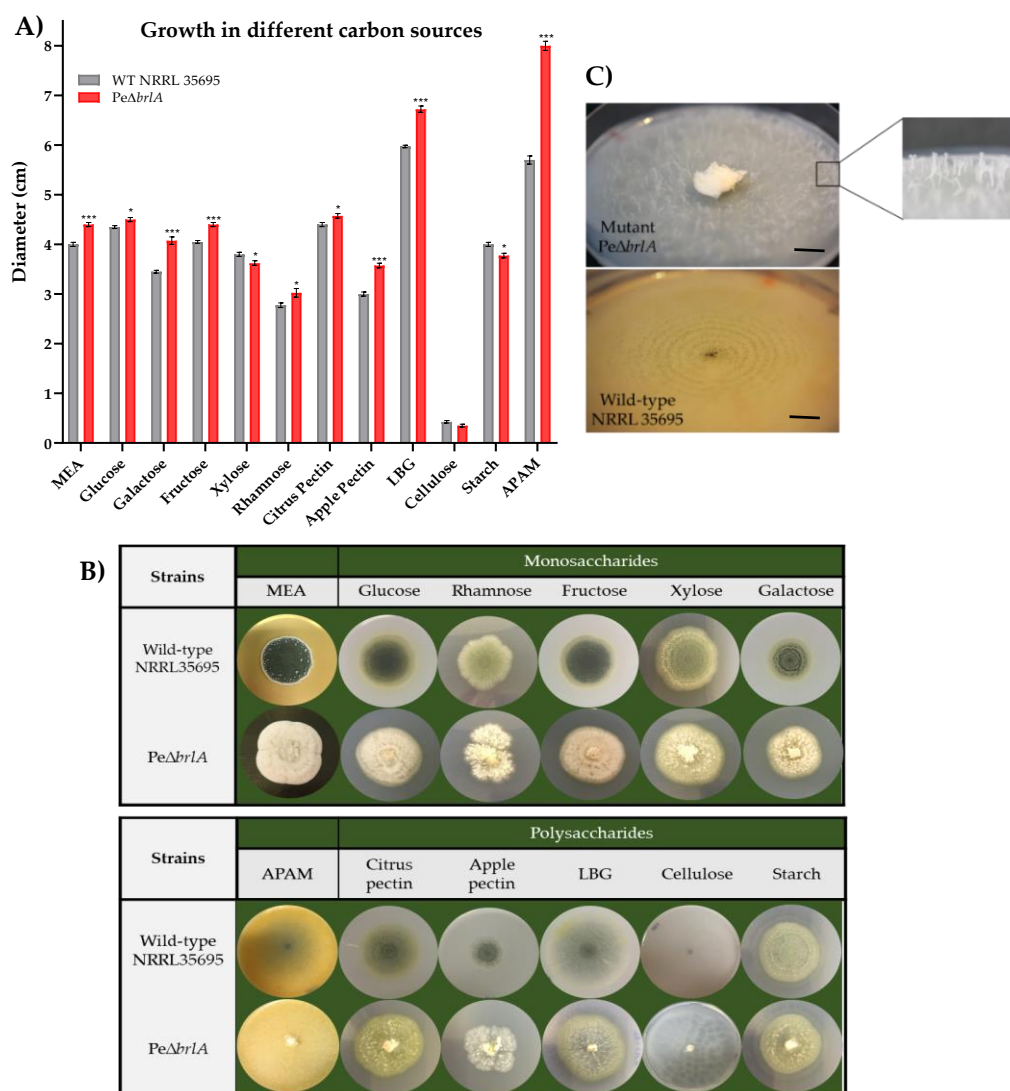 A)
Growth in different carbon sources
WT NRRL 35695
PeΔbrlA
Diameter (cm)
8
7
6
5
4
3
2
1
0
***
*
***
***
*
*
*
***
***
*
***
MEA
Glucose
Galactose
Fructose
Xylose
Rhamnose
Citrus Pectin
Apple Pectin
LBG
Cellulose
Starch
APAM
C)
Mutant
PeΔbrlA
Wild-type
NRRL 35695
B)
Strains
Monosaccharides
MEA
Glucose
Rhamnose
Fructose
Xylose
Galactose
Wild-type
NRRL35695
PeΔbrlA
Strains
Polysaccharides
APAM
Citrus
pectin
Apple
pectin
LBG
Cellulose
Starch
Wild-type
NRRL35695
PeΔbrlA